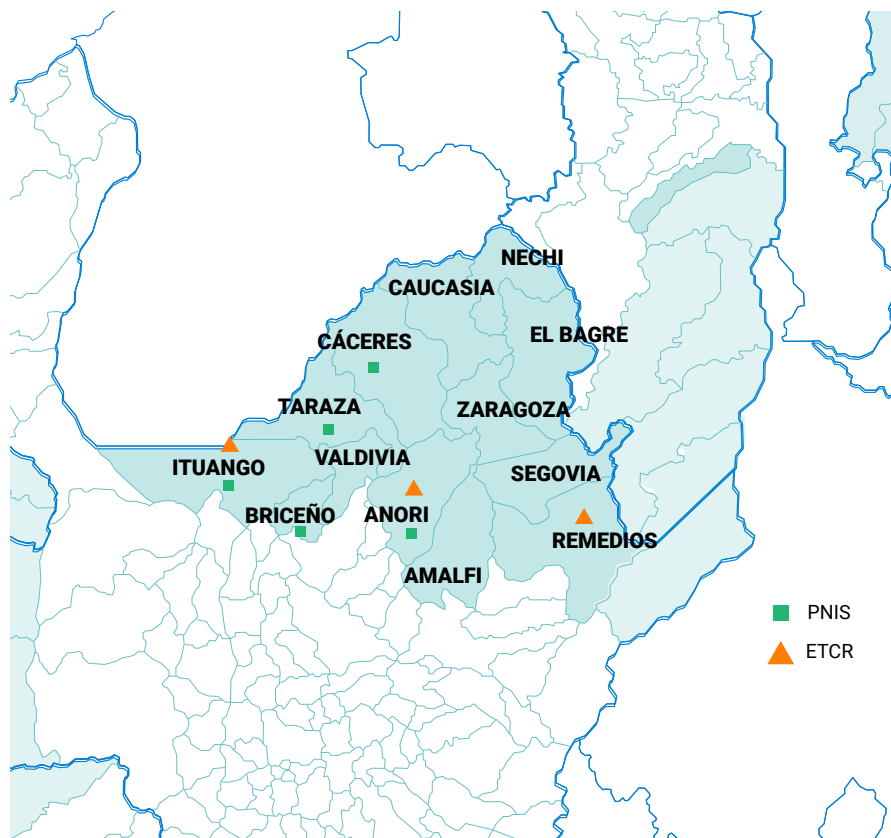 NECHI
CAUCASIA
EL BAGRE
CÁCERES
TARAZA
ZARAGOZA
VALDIVIA
ITUANGO
SEGOVIA
BRICEÑO
ANORI
REMEDIOS
AMALFI
PNIS
ETCR